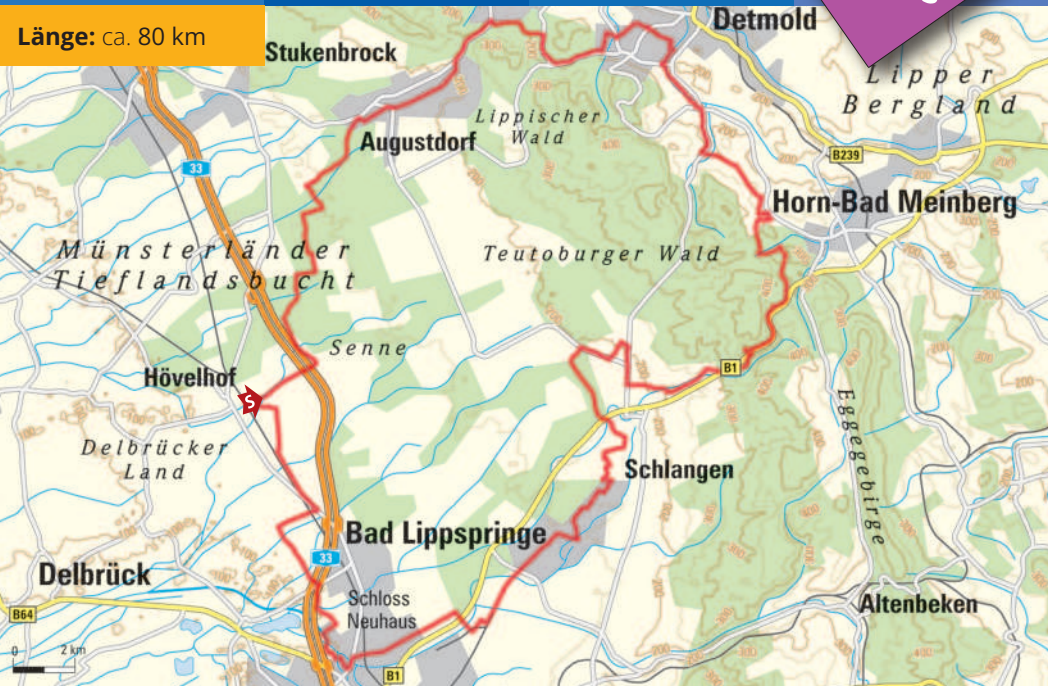 Länge: ca. 80 km
Detmold
Stukenbrock
Lipper
Bergland
Lippischer
Wald
Augustdorf
B239
33
Horn-Bad Meinberg
Münsterländer
Tieflandsbucht
Teutoburger Wald
Senne
B1
Hövelhof
S
Eggegebirge
Delbrücker
Land
Schlangen
Bad Lippspringe
33
Delbrück
Schloss
Neuhaus
Altenbeken
B64
0 2 km
B1